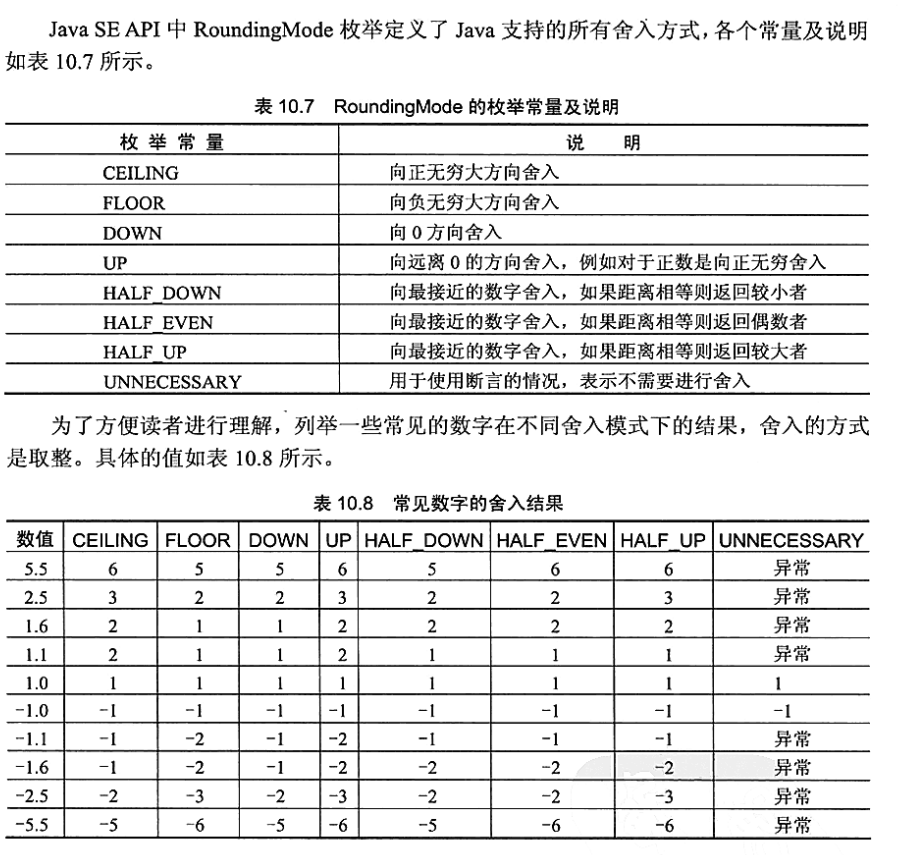 Java SE API 中 RoundingMode 枚举定义了 Java 支持的所有舍入方式，各个常量及说明
如表 10.7 所示。
表 10.7 RoundingMode 的枚举常量及说明
枚 举 常 量 说 明
CEILING 向正无穷大方向舍入
FLOOR 向负无穷大方向舍入
DOWN 向 0 方向舍入
UP 向远离 0 的方向舍入，例如对于正数是向正无穷舍入
HALF_DOWN 向最接近的数字舍入，如果距离相等则返回较小者
HALF_EVEN 向最接近的数字舍入，如果距离相等则返回偶数者
HALF_UP 向最接近的数字舍入，如果距离相等则返回较大者
UNNECESSARY 用于使用断言的情况，表示不需要进行舍入
为了方便读者进行理解，列举一些常见的数字在不同舍入模式下的结果，舍入的方式
是取整。具体的值如表 10.8 所示。
表 10.8 常见数字的舍入结果
数值 CEILING FLOOR DOWN UP HALF_DOWN HALF_EVEN HALF_UP UNNECESSARY
5.5 6 5 5 6 5 6 6 异常
2.5 3 2 2 3 2 2 3 异常
1.6 2 1 1 2 2 2 2 异常
1.1 2 1 1 2 1 1 1 异常
1.0 1 1 1 1 1 1 1 1
-1.0 -1 -1 -1 -1 -1 -1 -1 -1
-1.1 -1 -2 -1 -2 -1 -1 -1 异常
-1.6 -1 -2 -1 -2 -2 -2 -2 异常
-2.5 -2 -3 -2 -3 -2 -2 -3 异常
-5.5 -5 -6 -5 -6 -5 -6 -6 异常